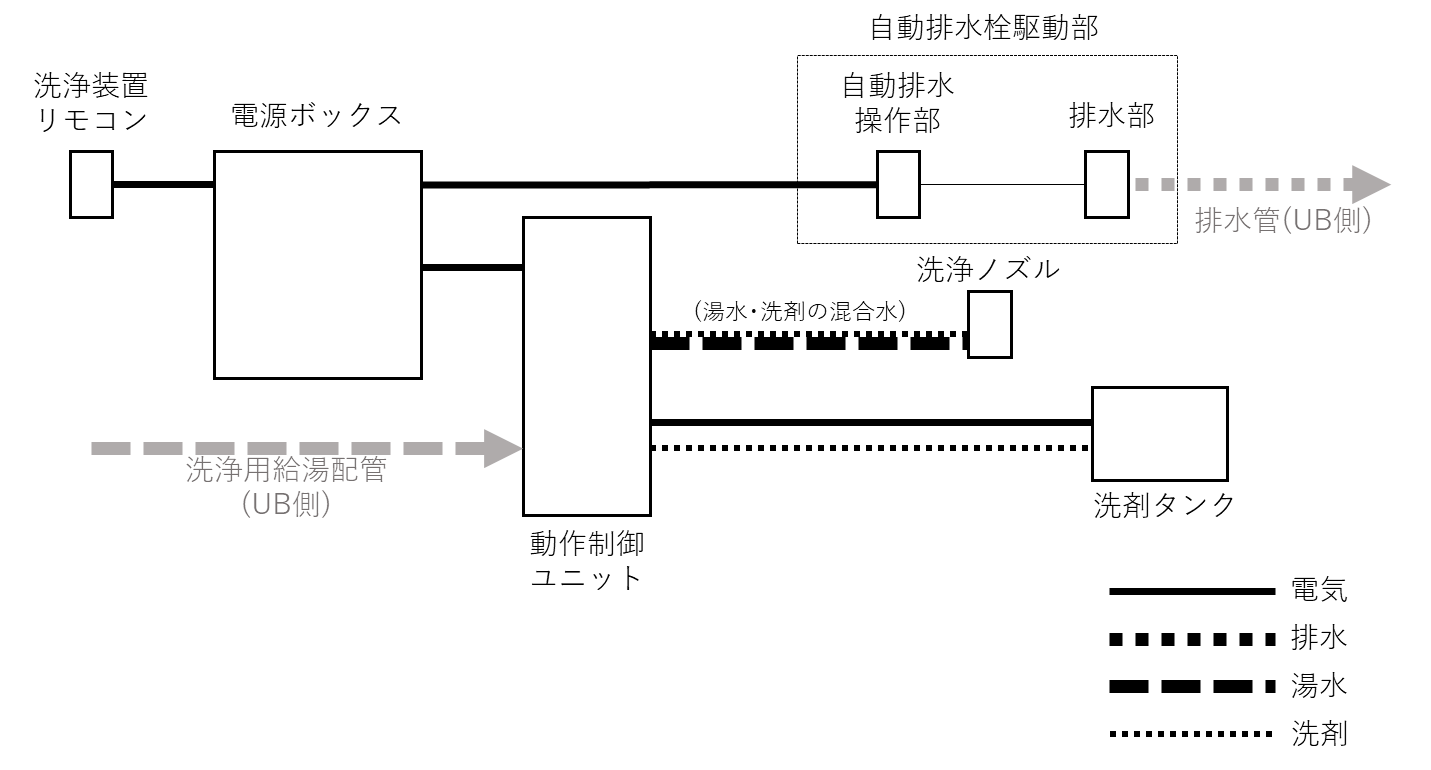 自動排水栓駆動部
洗浄装置
リモコン
電源ボックス
自動排水
操作部
排水部
排水管(UB側)
洗浄ノズル
(湯水・洗剤の混合水)
洗浄用給湯配管
(UB側)
洗剤タンク
動作制御
ユニット
電気
排水
湯水
洗剤